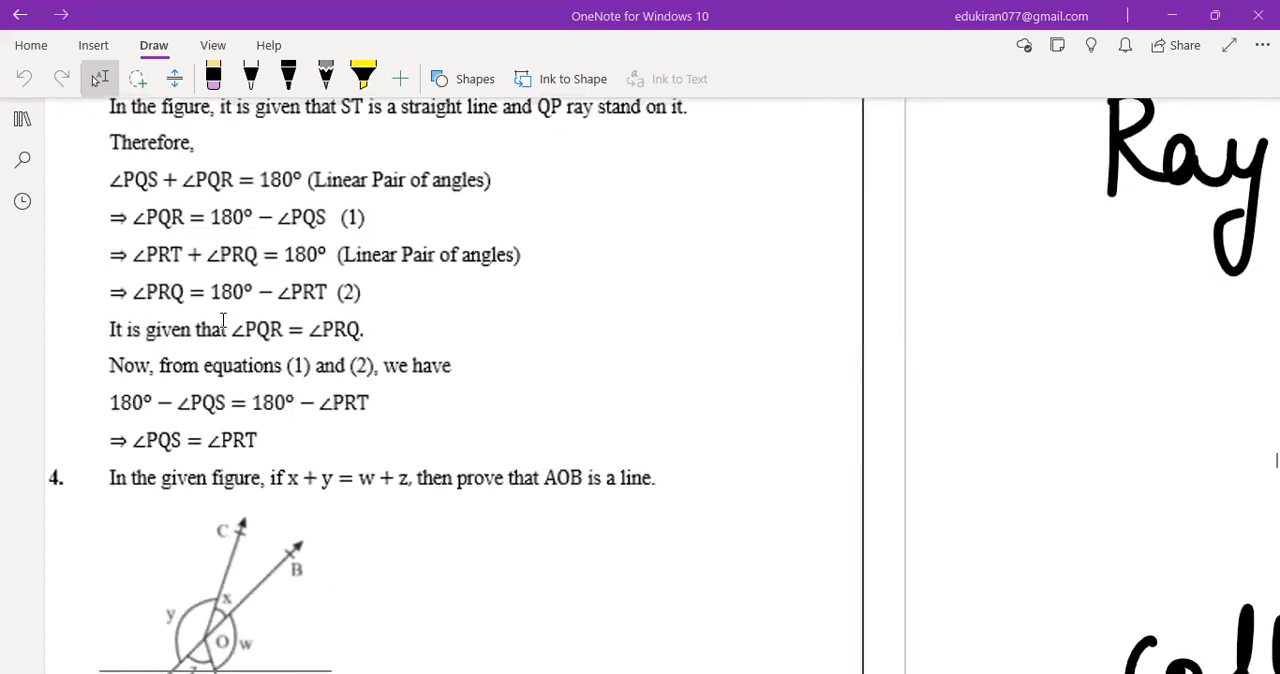 OneNote for Windows 10
edukiran077@gmail.com
Home
Insert
Draw
View
Help
Share
Shapes
Ink to Shape
Ink to Text
In the figure, it is given that ST is a straight line and QP ray stand on it.
Therefore,
∠PQS + ∠PQR = 180° (Linear Pair of angles)
⇒ ∠PQR = 180° − ∠PQS (1)
⇒ ∠PRT + ∠PRQ = 180° (Linear Pair of angles)
⇒ ∠PRQ = 180° − ∠PRT (2)
It is given that ∠PQR = ∠PRQ.
Now, from equations (1) and (2), we have
180° − ∠PQS = 180° − ∠PRT
⇒ ∠PQS = ∠PRT
4. In the given figure, if x + y = w + z, then prove that AOB is a line.
C
B
x
y
O
w
z
Ray